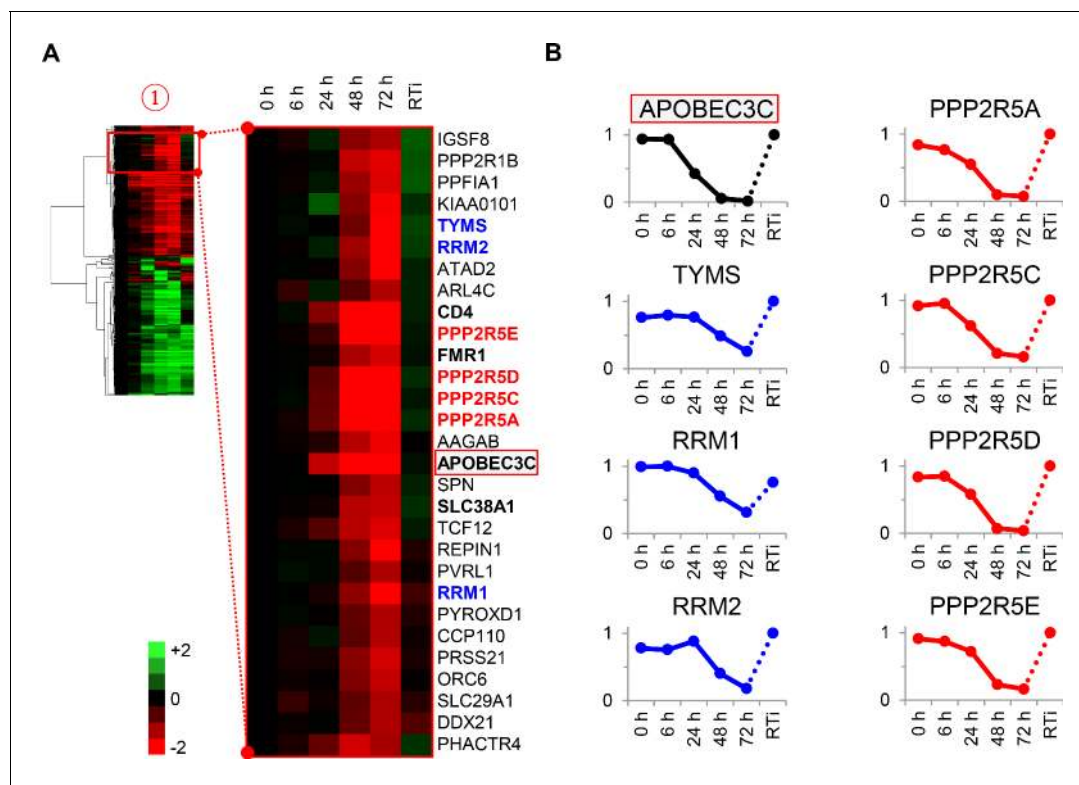 A
①
0 h 6 h 24 h 48 h 72 h RTi
IGSF8
PPP2R1B
PPFIA1
KIAA0101
TYMS
RRM2
ATAD2
ARL4C
CD4
PPP2R5E
FMR1
PPP2R5D
PPP2R5C
PPP2R5A
AAGAB
APOBEC3C
SPN
SLC38A1
TCF12
REPIN1
PVRL1
RRM1
PYROXD1
CCP110
PRSS21
ORC6
SLC29A1
DDX21
PHACTR4
+2
0
-2
B
APOBEC3C
1
0
0 h 6 h 24 h 48 h 72 h RTi
PPP2R5A
1
0
0 h 6 h 24 h 48 h 72 h RTi
TYMS
1
0
0 h 6 h 24 h 48 h 72 h RTi
PPP2R5C
1
0
0 h 6 h 24 h 48 h 72 h RTi
RRM1
1
0
0 h 6 h 24 h 48 h 72 h RTi
PPP2R5D
1
0
0 h 6 h 24 h 48 h 72 h RTi
RRM2
1
0
0 h 6 h 24 h 48 h 72 h RTi
PPP2R5E
1
0
0 h 6 h 24 h 48 h 72 h RTi